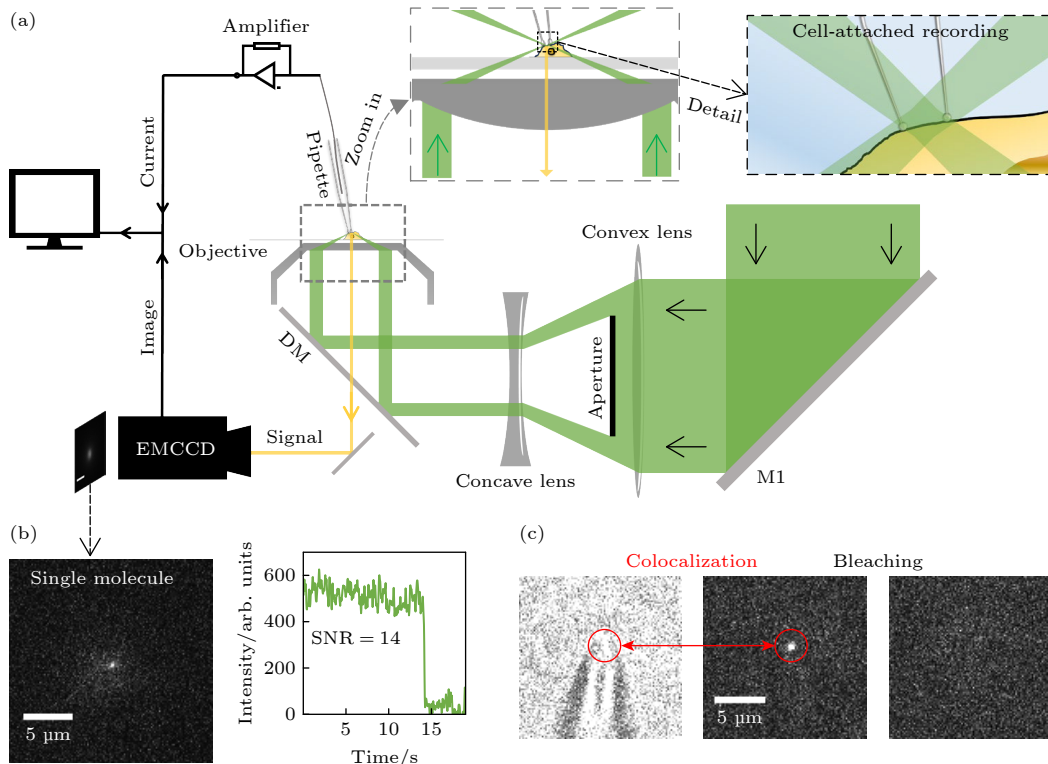 (a)
Amplifier
Current
Pipette
Zoom in
Detail
Cell-attached recording
Objective
Convex lens
Image
DM
Aperture
EMCCD
Signal
Concave lens
M1
(b)
Single molecule
5 µm
Intensity/arb. units
600
400
200
0
SNR = 14
5
10
15
Time/s
(c)
Colocalization
Bleaching
5 µm